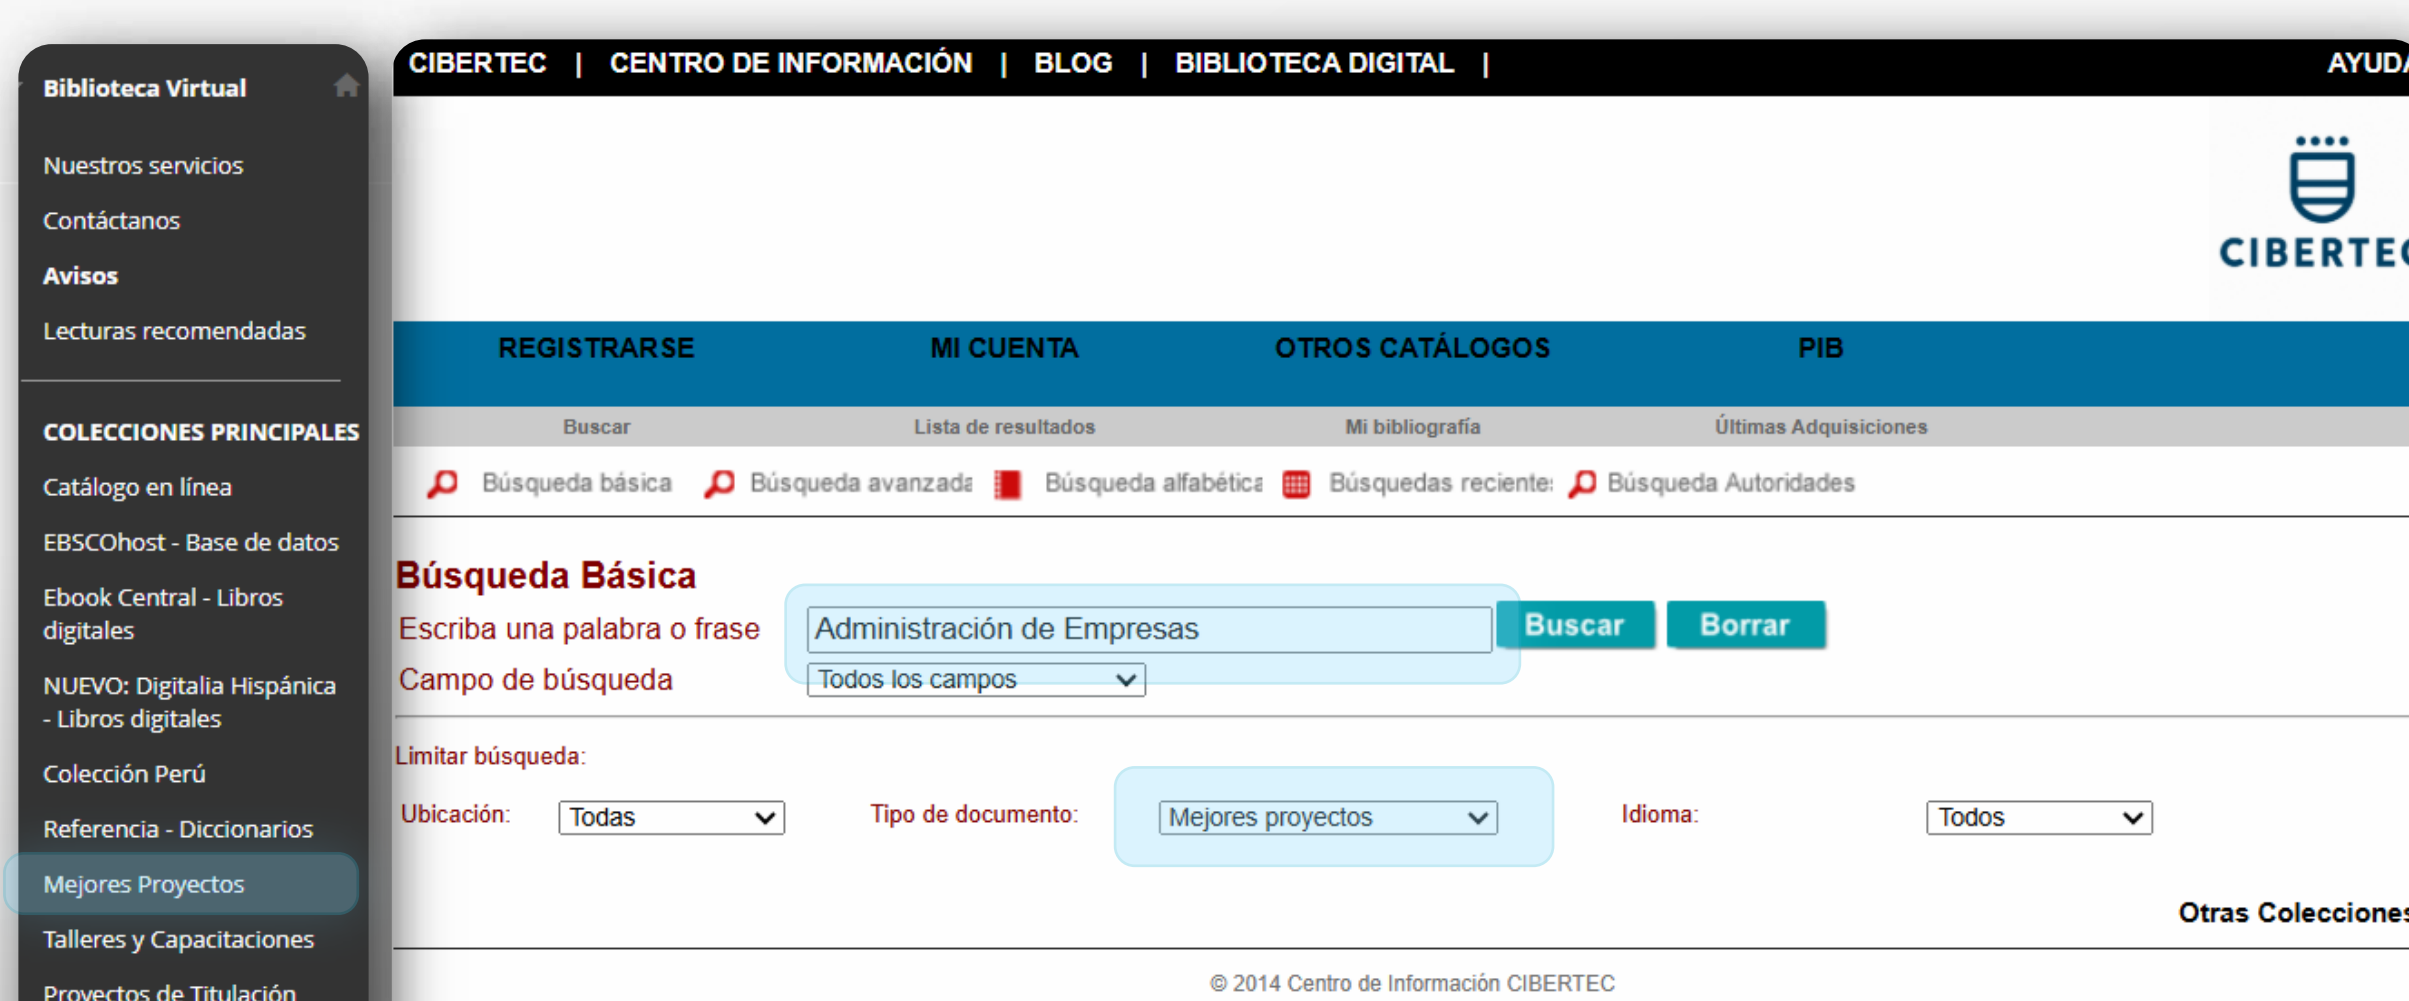 Biblioteca Virtual
Nuestros servicios
Contáctanos
Avisos
Lecturas recomendadas
COLECCIONES PRINCIPALES
Catálogo en línea
EBSCOhost - Base de datos
Ebook Central - Libros
digitales
NUEVO: Digitalia Hispánica
- Libros digitales
Colección Perú
Referencia - Diccionarios
Mejores Proyectos
Talleres y Capacitaciones
Proyectos de Titulación
CIBERTEC | CENTRO DE INFORMACIÓN | BLOG | BIBLIOTECA DIGITAL | AYUDA
CIBERTEC
REGISTRARSE MI CUENTA OTROS CATÁLOGOS PIB
Buscar Lista de resultados Mi bibliografía Últimas Adquisiciones
Búsqueda básica Búsqueda avanzada Búsqueda alfabética Búsquedas reciente Búsqueda Autoridades
Búsqueda Básica
Escriba una palabra o frase Administración de Empresas Buscar Borrar
Campo de búsqueda Todos los campos
Limitar búsqueda:
Ubicación: Todas Tipo de documento: Mejores proyectos Idioma: Todos
Otras Colecciones
© 2014 Centro de Información CIBERTEC